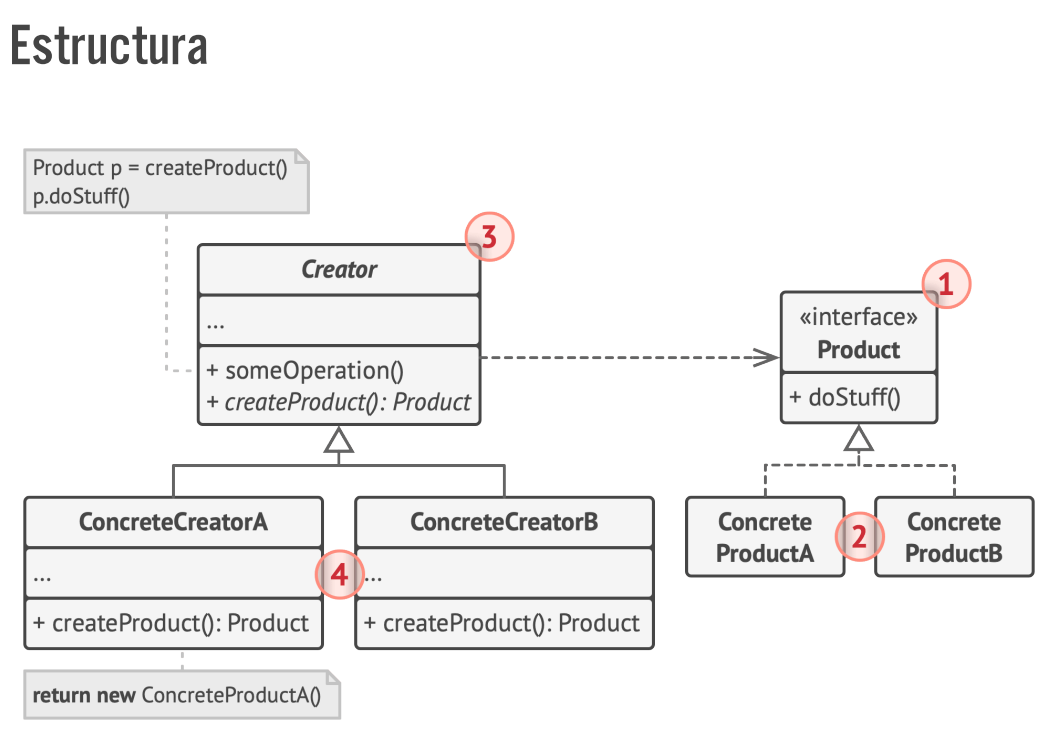 Estructura
Product p = createProduct()
p.doStuff()
3
Creator
...
+ someOperation()
+ createProduct(): Product
1
«interface»
Product
+ doStuff()
ConcreteCreatorA
...
+ createProduct(): Product
4
ConcreteCreatorB
...
+ createProduct(): Product
Concrete
ProductA
2
Concrete
ProductB
return new ConcreteProductA()